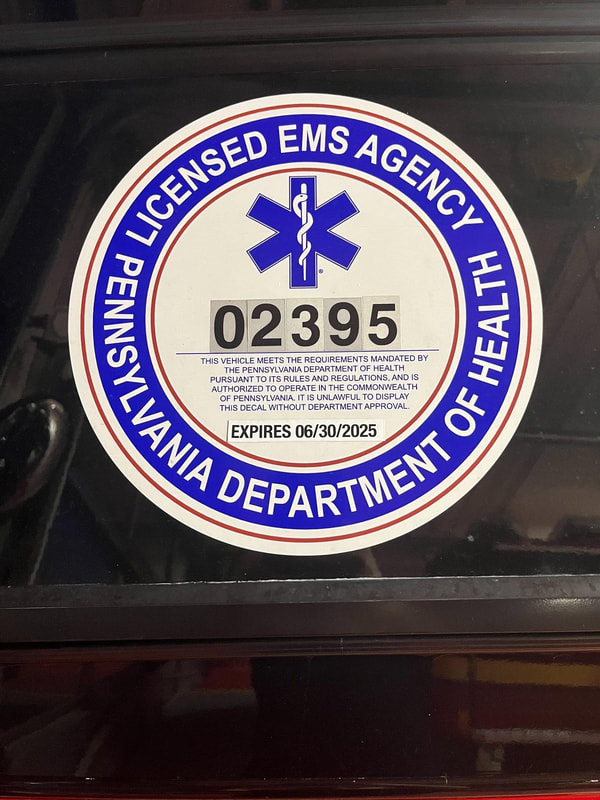 LICENSED EMS AGENCY
02395
THIS VEHICLE MEETS THE REQUIREMENTS MANDATED BY
THE PENNSYLVANIA DEPARTMENT OF HEALTH
PURSUANT TO ITS RULES AND REGULATIONS, AND IS
AUTHORIZED TO OPERATE IN THE COMMONWEALTH
OF PENNSYLVANIA. IT IS UNLAWFUL TO DISPLAY
THIS DECAL WITHOUT DEPARTMENT APPROVAL.
EXPIRES 06/30/2025
PENNSYLVANIA DEPARTMENT OF HEALTH